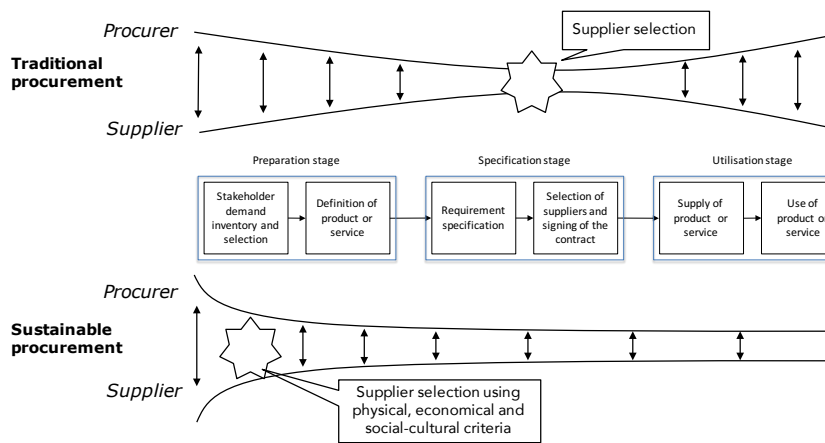 Procurer
Supplier selection
Traditional
procurement
Supplier
Preparation stage
Specification stage
Utilisation stage
Stakeholder
demand
inventory and
selection
Definition of
product or
service
Requirement
specification
Selection of
suppliers and
signing of the
contract
Supply of
product or
service
Use of
product or
service
Procurer
Sustainable
procurement
Supplier
Supplier selection using
physical, economical and
social-cultural criteria